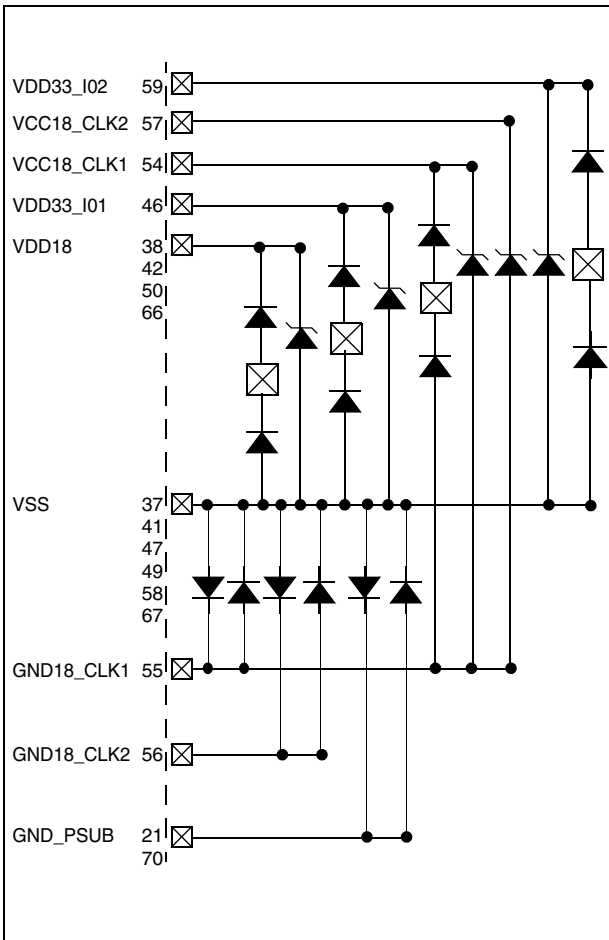 VDD33_I02 59
VCC18_CLK2 57
VCC18_CLK1 54
VDD33_I01 46
VDD18 38
42
50
66
VSS 37
41
47
49
58
67
GND18_CLK1 55
GND18_CLK2 56
GND_PSUB 21
70